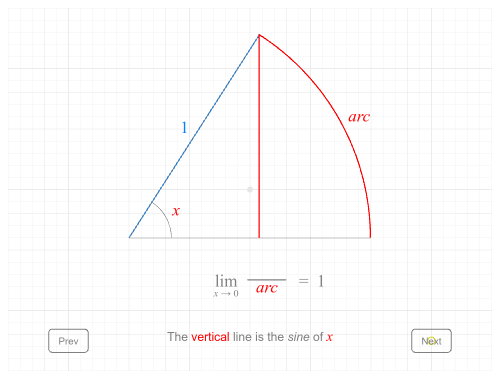 1
arc
x
lim x → 0 arc = 1
The vertical line is the sine of x
Prev
Next